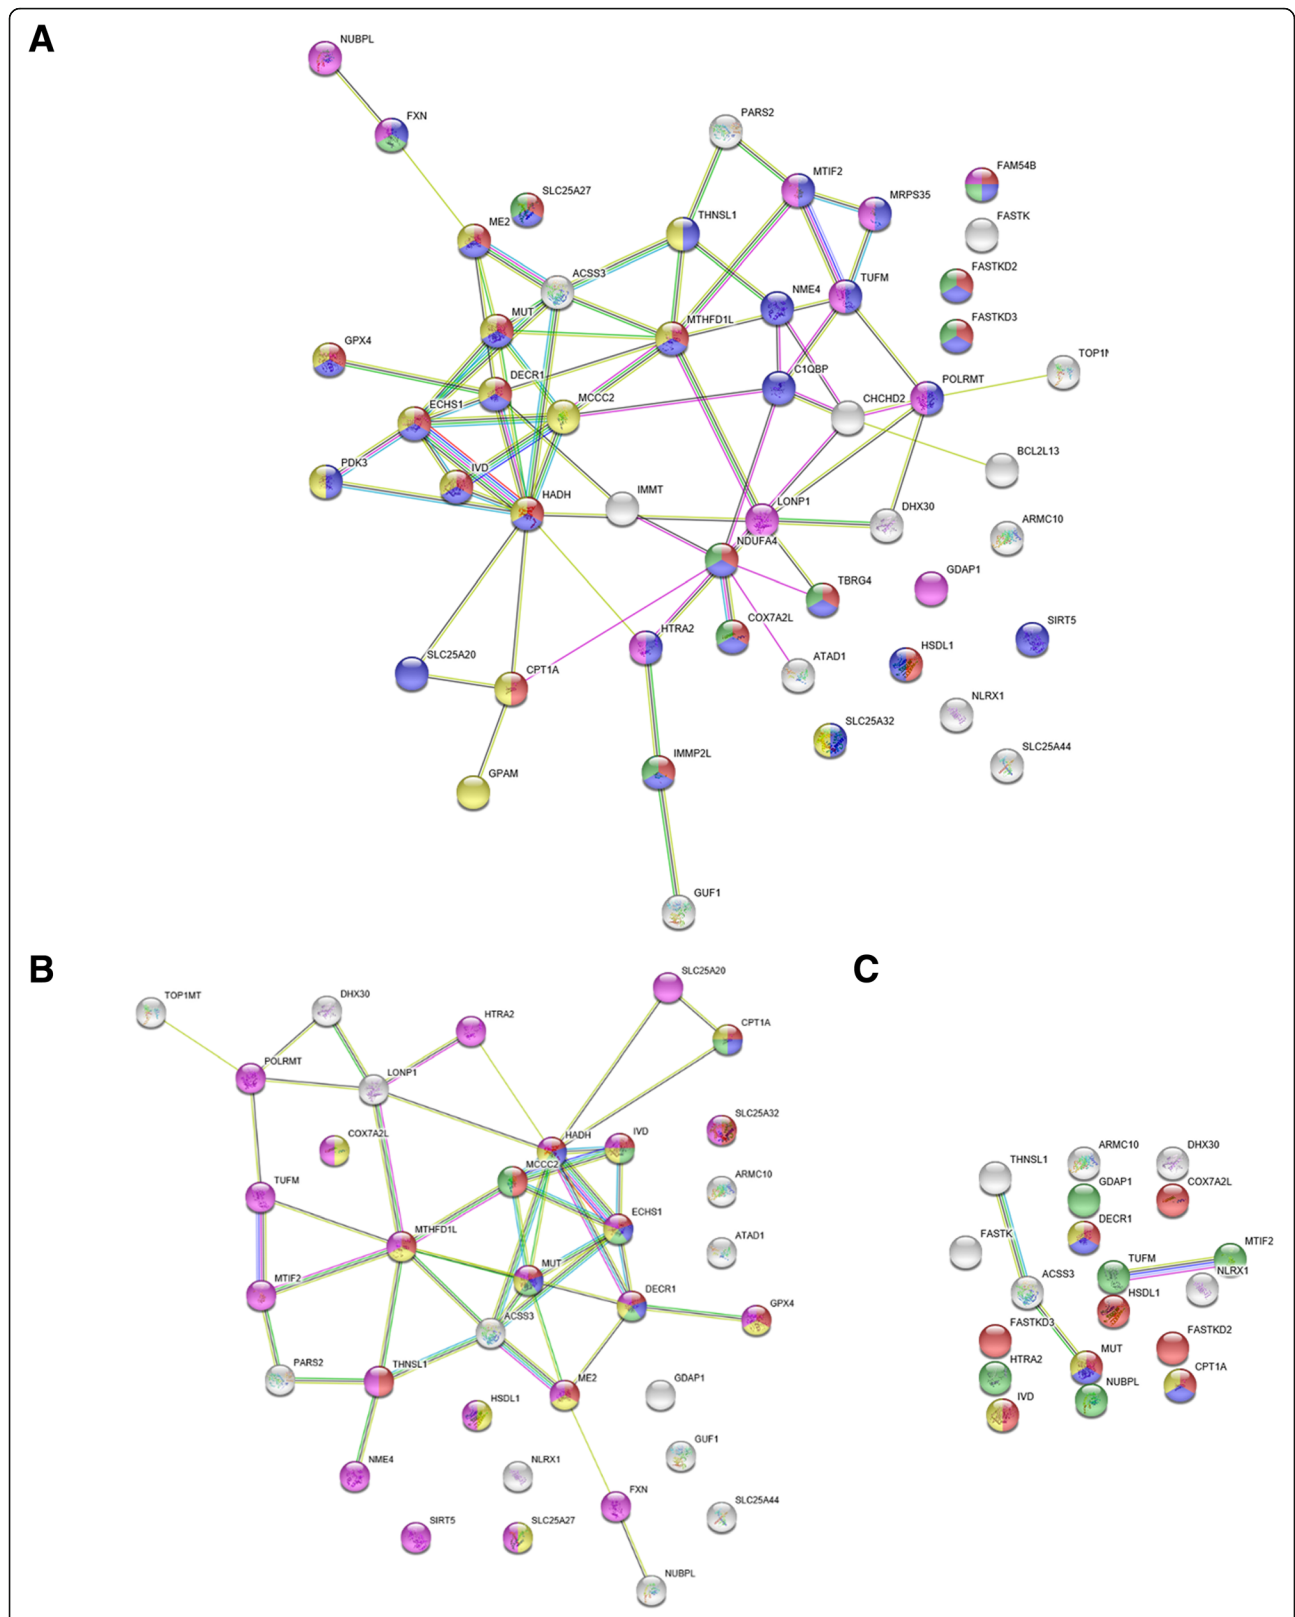 A
NUBPL
FXN
PARS2
MTIF2
FAM54B
SLC25A27
MRPS35
ME2
THNSL1
FASTK
ACSS3
FASTKD2
TUFM
NME4
MUT
MTHFD1L
FASTKD3
GPX4
TOP1M
DECR1
C1QBP
POLRMT
ECHS1
MCCC2
CHCHD2
BCL2L13
PDK3
IVD
IMMT
HADH
LONP1
DHX30
ARMC10
NDUFA4
GDAP1
TBRG4
COX7A2L
SIRT5
HTRA2
HSDL1
SLC25A20
ATAD1
CPT1A
NLRX1
SLC25A32
SLC25A44
IMMP2L
GPAM
GUF1
B
C
SLC25A20
TOP1MT
DHX30
HTRA2
CPT1A
POLRMT
LONP1
SLC25A32
COX7A2L
HADH
IVD
MCCC2
ARMC10
TUFM
ECHS1
MTHFD1L
ATAD1
MUT
MTIF2
DECR1
GPX4
ACSS3
PARS2
THNSL1
ME2
GDAP1
HSDL1
GUF1
NME4
NLRX1
FXN
SLC25A44
SIRT5
SLC25A27
NUBPL
THNSL1
ARMC10
DHX30
GDAP1
COX7A2L
FASTK
DECR1
MTIF2
TUFM
NLRX1
ACSS3
HSDL1
FASTKD3
FASTKD2
MUT
HTRA2
CPT1A
NUBPL
IVD